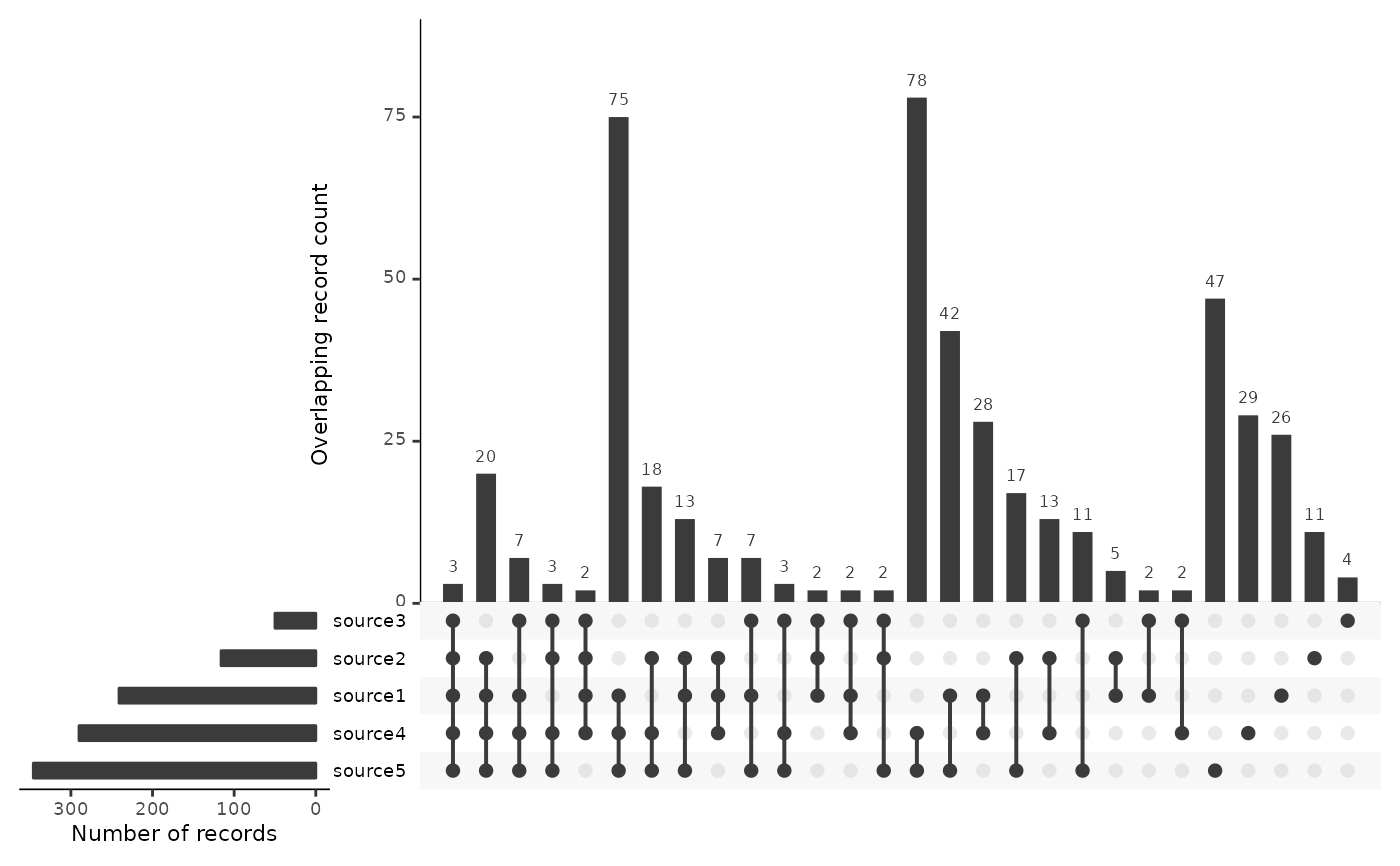 Overlapping record count
75
50
25
0
3 20 7 3 2 75 18 13 7 7 3 2 2 2 78 42 28 17 13 11 5 2 2 47 29 26 11 4
source3
source2
source1
source4
source5
300 200 100 0
Number of records